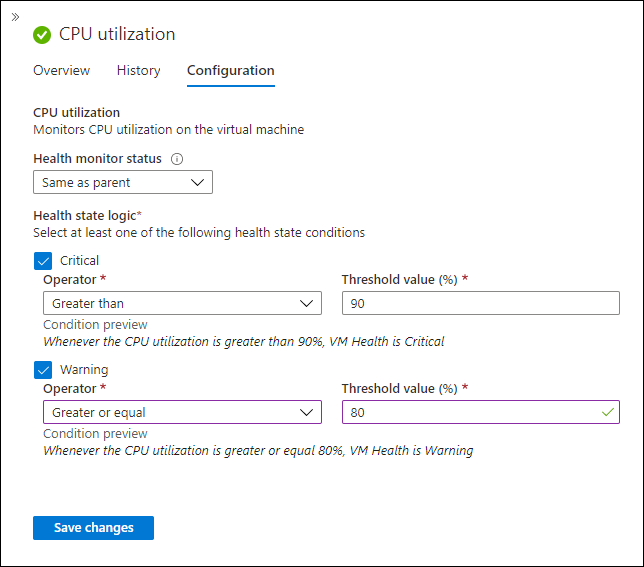 CPU utilization
Overview History Configuration
CPU utilization
Monitors CPU utilization on the virtual machine
Health monitor status
Same as parent
Health state logic*
Select at least one of the following health state conditions
Critical
Operator * Threshold value (%) *
Greater than 90
Condition preview
Whenever the CPU utilization is greater than 90%, VM Health is Critical
Warning
Operator * Threshold value (%) *
Greater or equal 80
Condition preview
Whenever the CPU utilization is greater or equal 80%, VM Health is Warning
Save changes